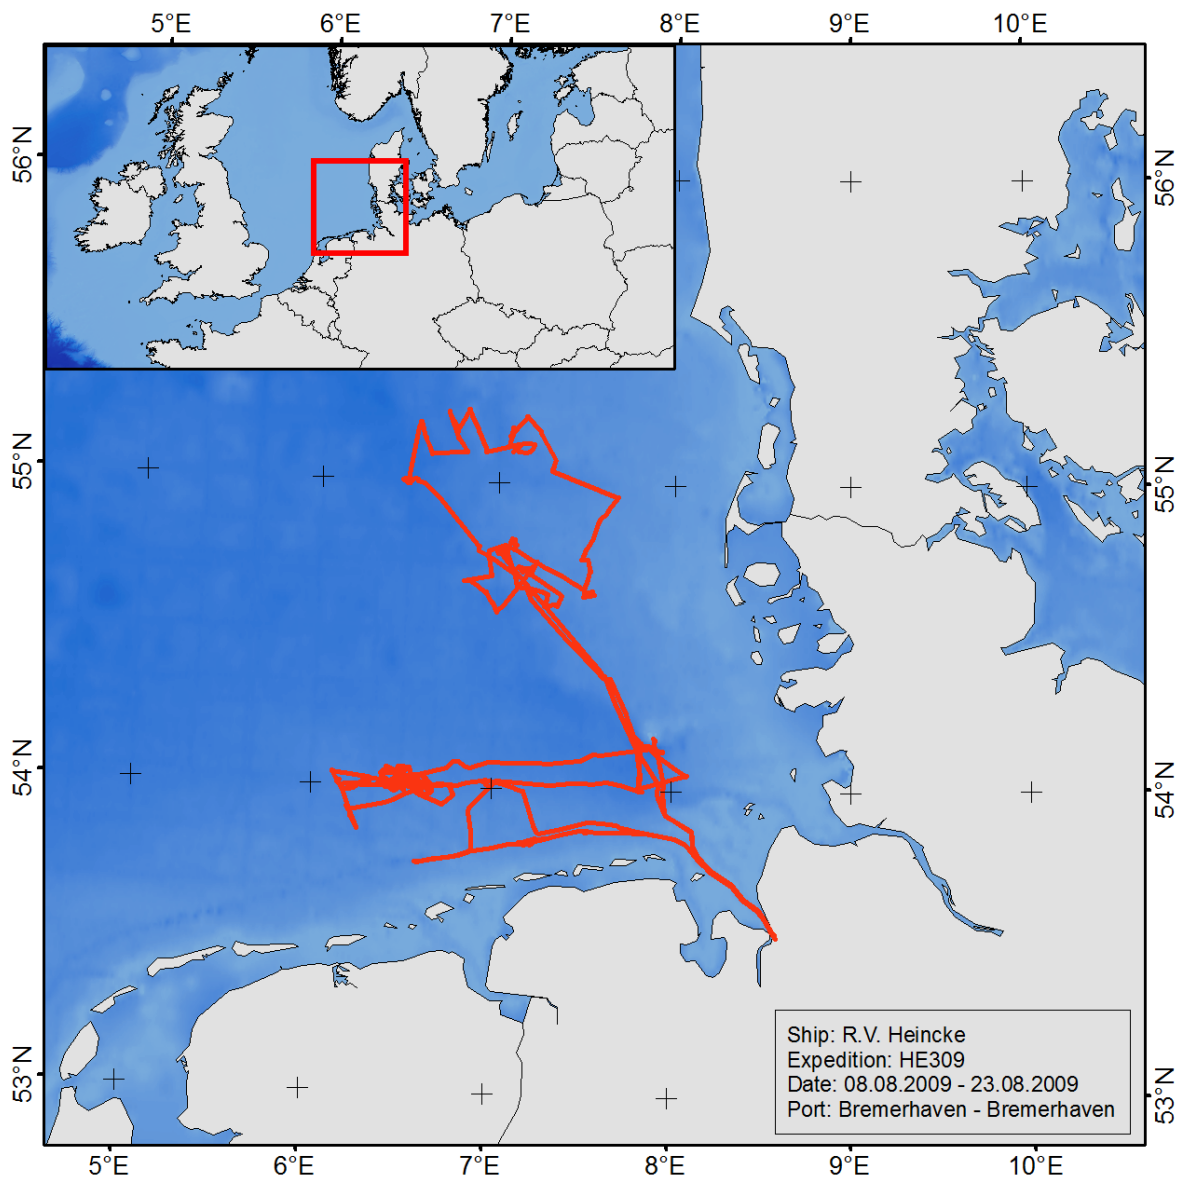 5°E 6°E 7°E 8°E 9°E 10°E
56°N
56°N
55°N
55°N
54°N
54°N
53°N
53°N
Ship: R.V. Heincke
Expedition: HE309
Date: 08.08.2009 - 23.08.2009
Port: Bremerhaven - Bremerhaven
5°E 6°E 7°E 8°E 9°E 10°E